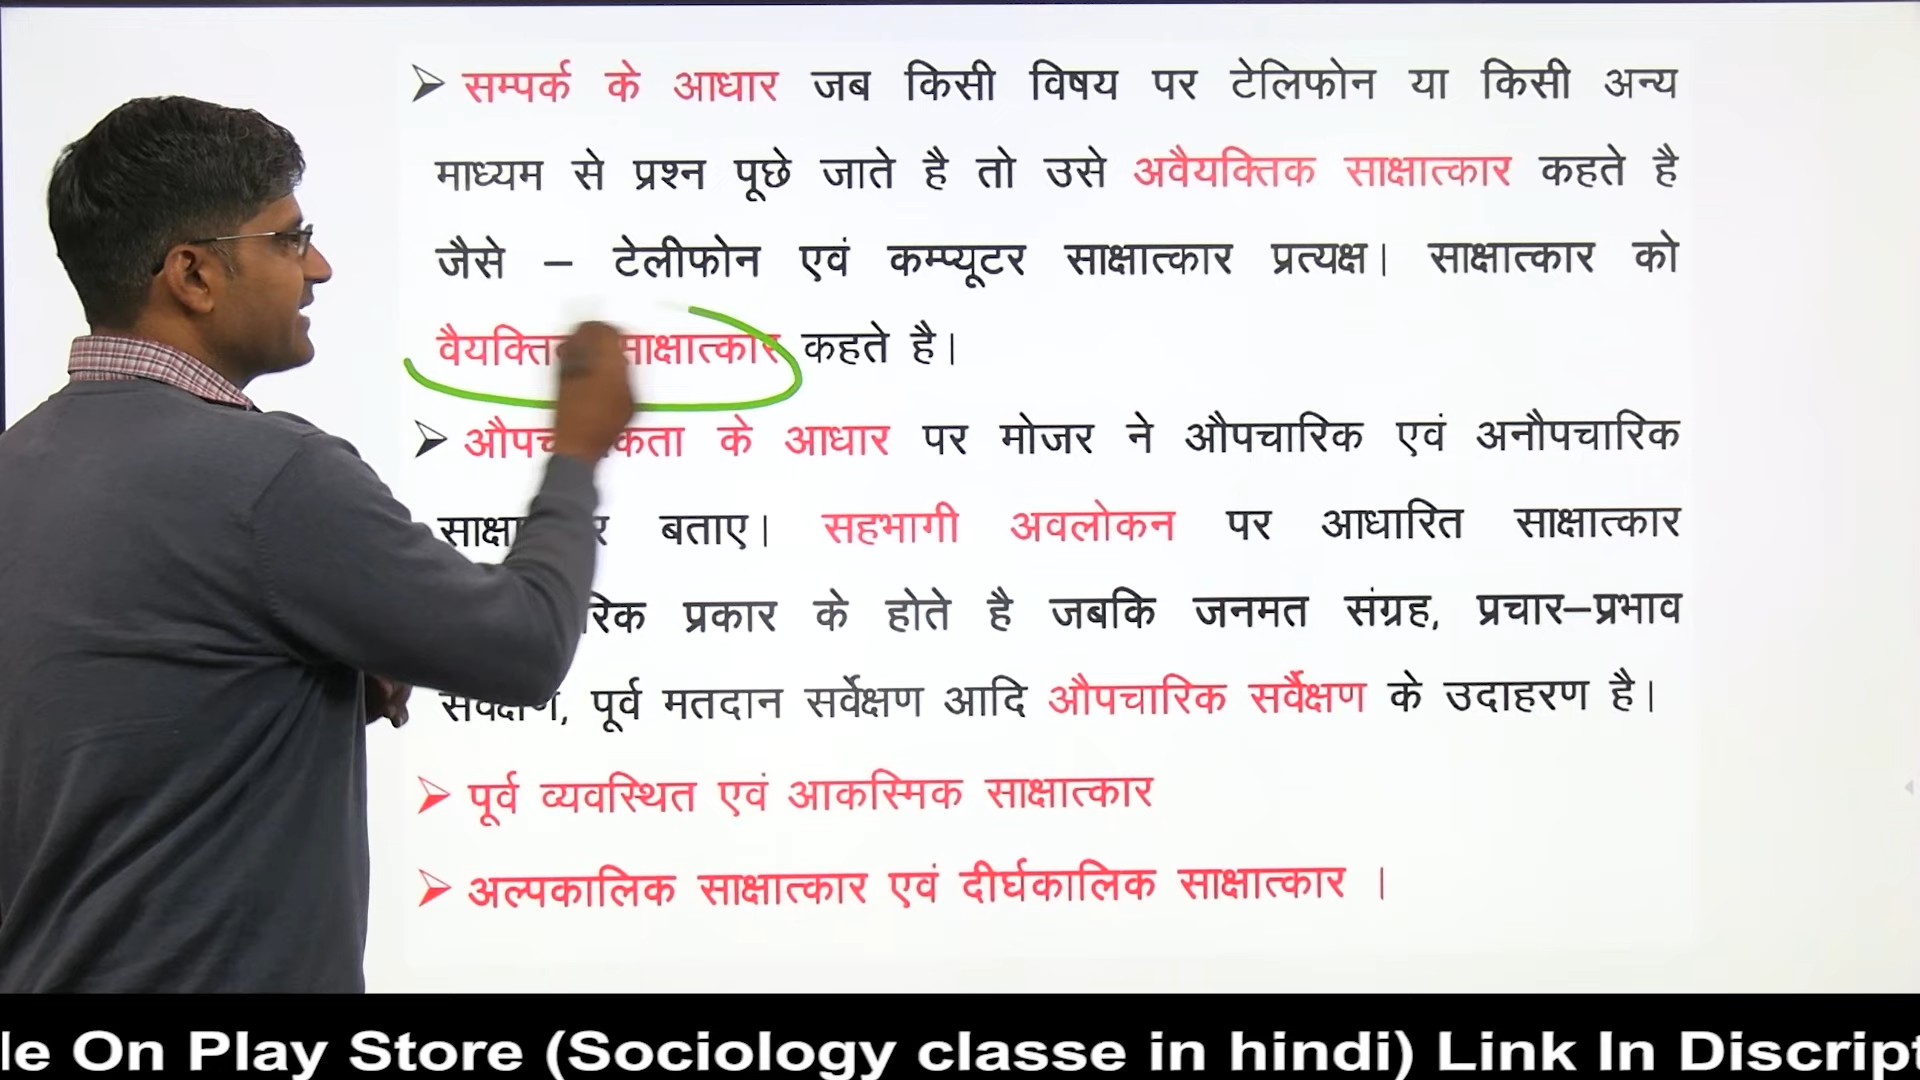 सम्पर्क के आधार जब किसी विषय पर टेलिफोन या किसी अन्य
माध्यम से प्रश्न पूछे जाते है तो उसे अवैयक्तिक साक्षात्कार कहते है
जैसे – टेलीफोन एवं कम्प्यूटर साक्षात्कार प्रत्यक्ष। साक्षात्कार को
साक्षात्कार कहते है।
के आधार पर मोजर ने औपचारिक एवं अनौपचारिक
बताए। सहभागी अवलोकन पर आधारित साक्षात्कार
प्रकार के होते है जबकि जनमत संग्रह, प्रचार–प्रभाव
पूर्व मतदान सर्वेक्षण आदि औपचारिक सर्वैक्षण के उदाहरण है।
पूर्व व्यवस्थित एवं आकस्मिक साक्षात्कार
अल्पकालिक साक्षात्कार एवं दीर्घकालिक साक्षात्कार ।
le On Play Store (Sociology classe in hindi) Link In Discript